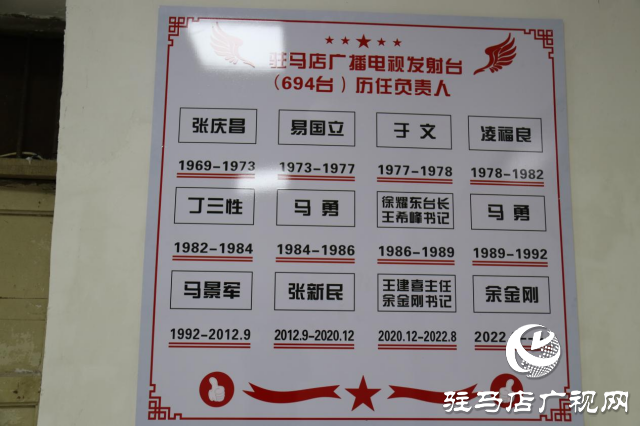 驻马店广播电视发射台
（694台）历任负责人
张庆昌 易国立 于文 凌福良
1969-1973 1973-1977 1977-1978 1978-1982
丁三性 马勇 徐耀东台长 王希峰书记 马勇
1982-1984 1984-1986 1986-1989 1989-1992
马景军 张新民 王建喜主任 余金刚书记 余金刚
1992-2012.9 2012.9-2020.12 2020.12-2022.8 2022
驻马店广视网